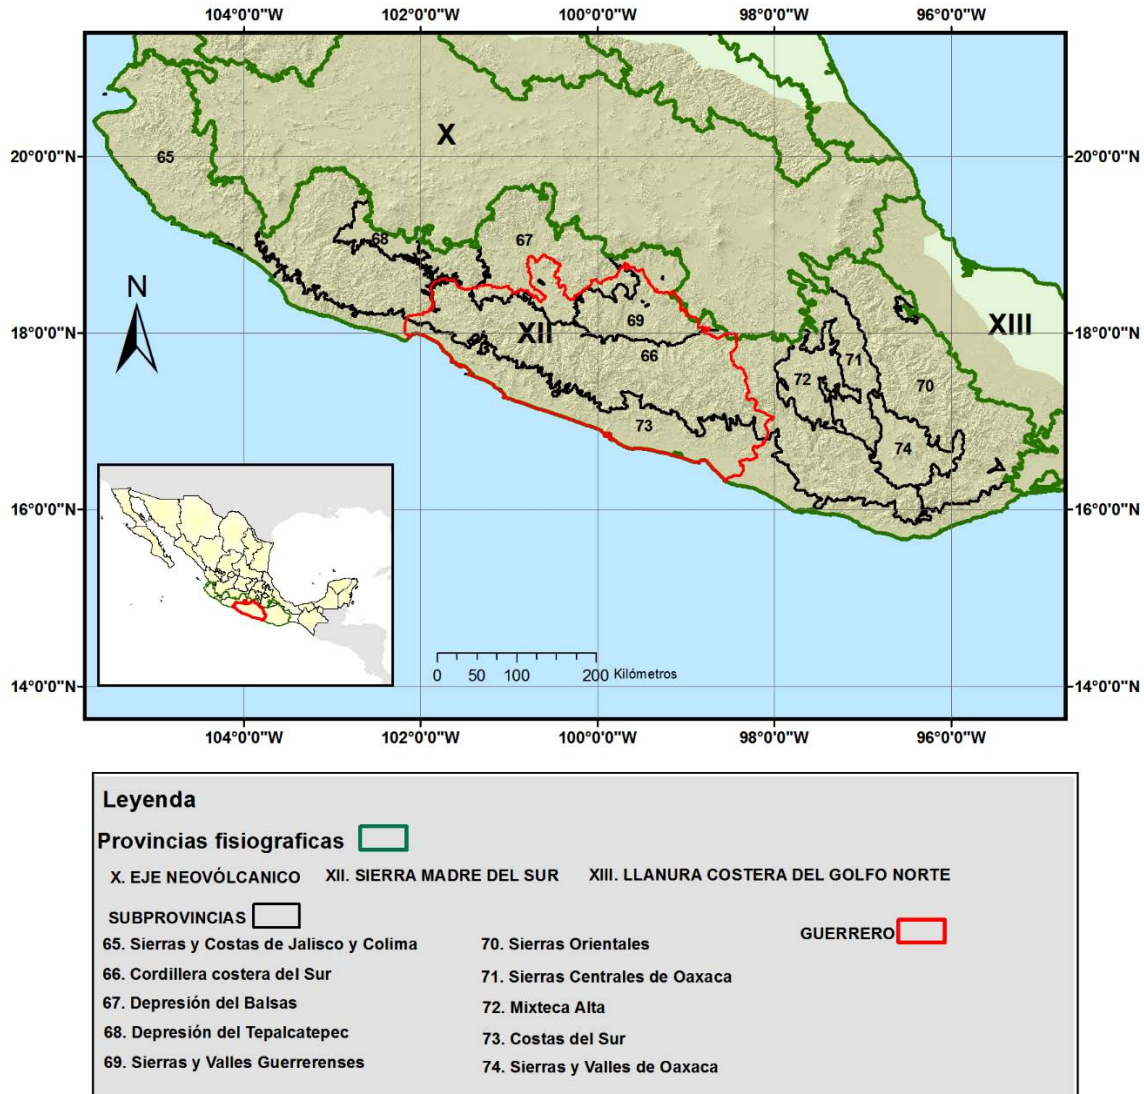 104°0'0"W 102°0'0"W 100°0'0"W 98°0'0"W 96°0'0"W
X
20°0'0"N 65 20°0'0"N
67
68
N
69
18°0'0"N XII XIII 18°0'0"N
66
71
72 70
73
74
16°0'0"N 16°0'0"N
0 50 100 200 Kilómetros
14°0'0"N 14°0'0"N
104°0'0"W 102°0'0"W 100°0'0"W 98°0'0"W 96°0'0"W
Leyenda
Provincias fisiograficas
X. EJE NEOVÓLCANICO XII. SIERRA MADRE DEL SUR XIII. LLANURA COSTERA DEL GOLFO NORTE
SUBPROVINCIAS
GUERRERO
65. Sierras y Costas de Jalisco y Colima
66. Cordillera costera del Sur
67. Depresión del Balsas
68. Depresión del Tepalcatepec
69. Sierras y Valles Guerrerenses
70. Sierras Orientales
71. Sierras Centrales de Oaxaca
72. Mixteca Alta
73. Costas del Sur
74. Sierras y Valles de Oaxaca